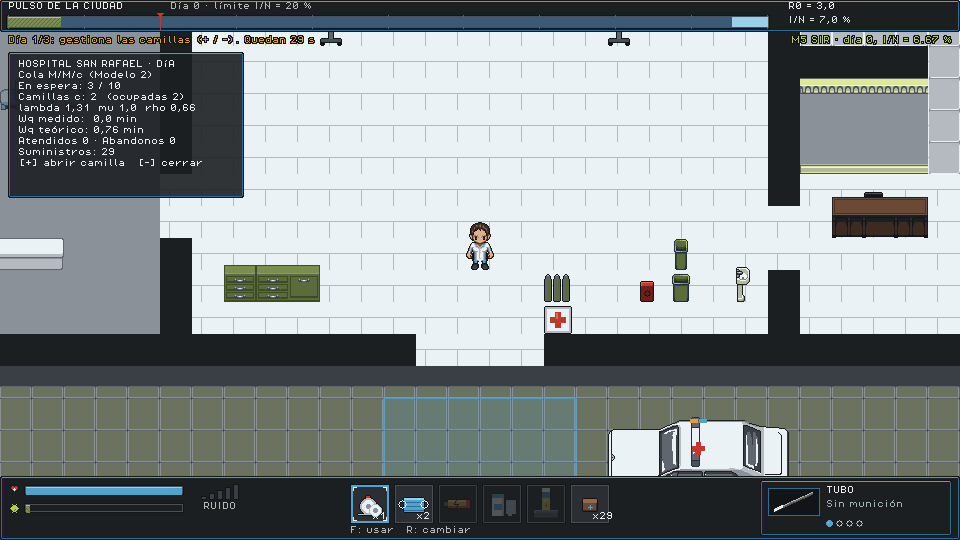 PULSO DE LA CIUDAD
Día 0 · límite I/N = 20 %
R0 = 3,0
I/N = 7,0 %
Día 1/3: gestiona las camillas (+ / -). Quedan 29 s
M5 SIR · día 0, I/N = 6.67 %
HOSPITAL SAN RAFAEL · DÍA
Cola M/M/c (Modelo 2)
En espera: 3 / 10
Camillas c: 2 (ocupadas 2)
lambda 1,31 mu 1,0 rho 0,66
Wq medido: 0,0 min
Wq teórico: 0,76 min
Atendidos 0 · Abandonos 0
Suministros: 29
[+] abrir camilla [-] cerrar
RUIDO
x1
x2
x29
F: usar R: cambiar
TUBO
Sin munición